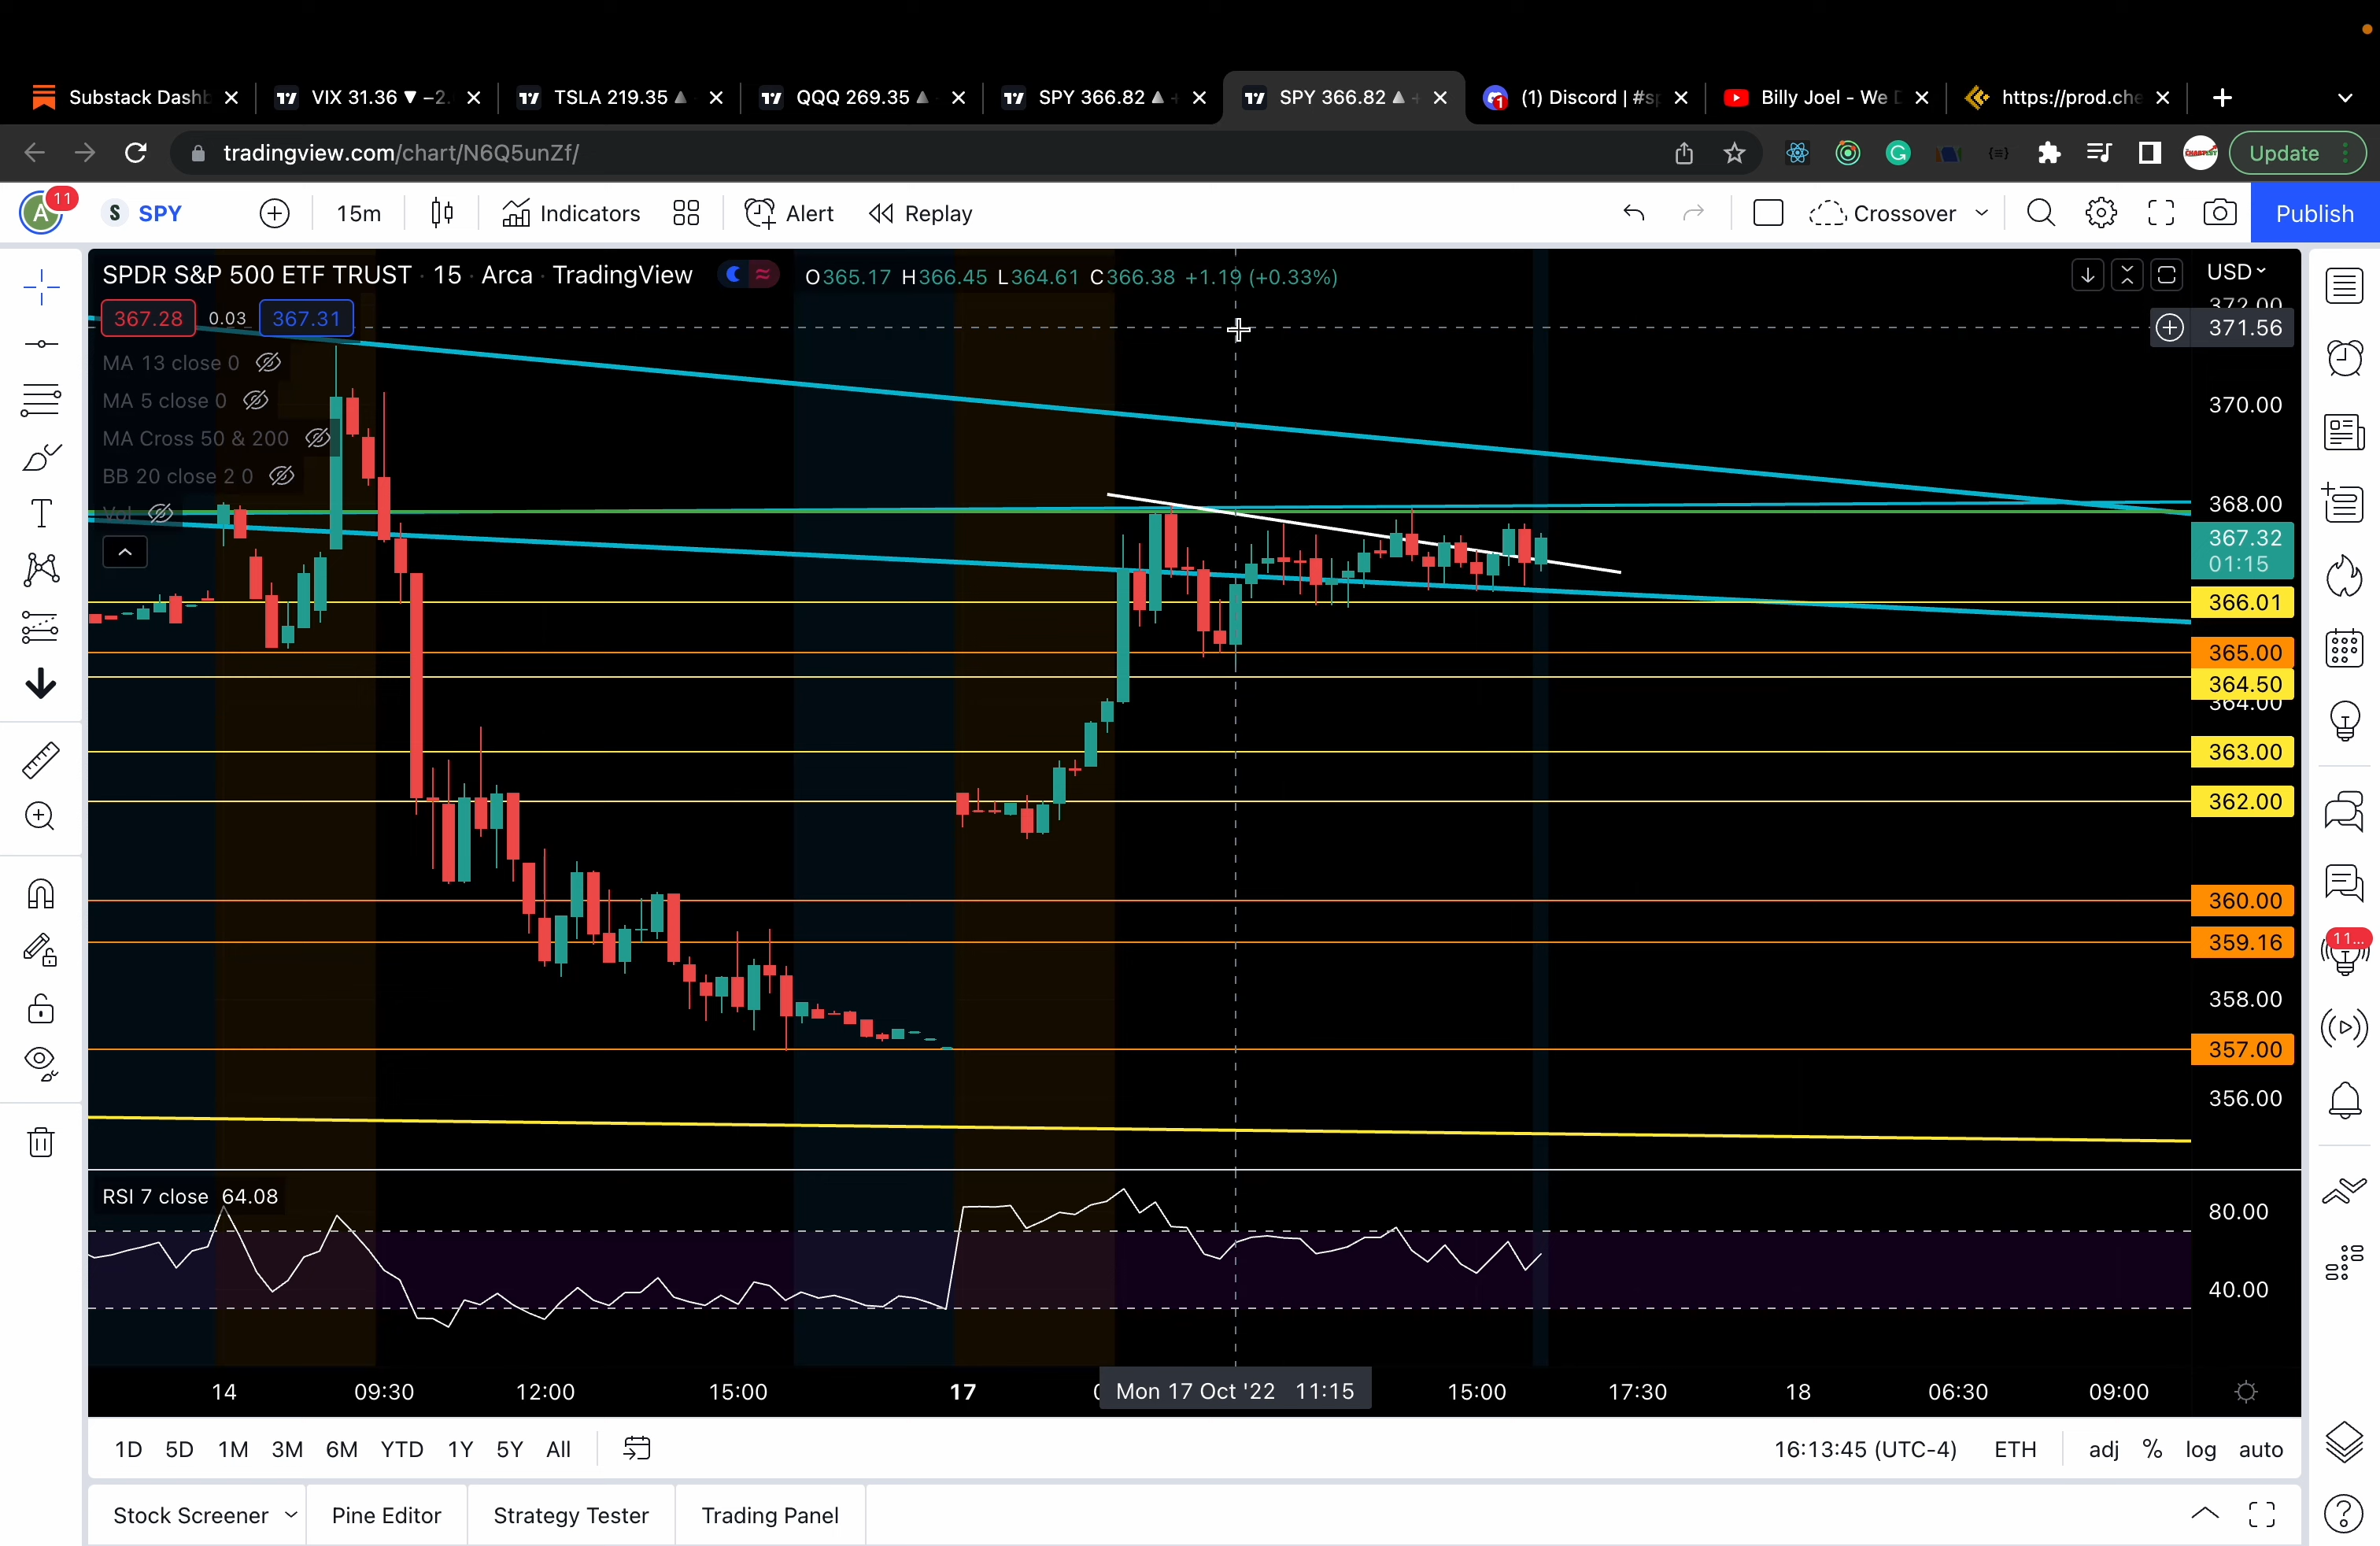 Substack Dashb
VIX 31.36 ▼ −2.
TSLA 219.35 ▲
QQQ 269.35 ▲
SPY 366.82 ▲
SPY 366.82 ▲
(1) Discord | #s
Billy Joel - We D
https://prod.che
tradingview.com/chart/N6Q5unZf/
Update
A 11
S SPY
15m
Indicators
Alert
Replay
Crossover
Publish
SPDR S&P 500 ETF TRUST · 15 · Arca · TradingView
O365.17 H366.45 L364.61 C366.38 +1.19 (+0.33%)
USD
367.28 0.03 367.31
372.00
371.56
MA 13 close 0
MA 5 close 0
370.00
MA Cross 50 & 200
BB 20 close 2 0
Vol
368.00
367.32
01:15
366.01
365.00
364.50
364.00
363.00
362.00
360.00
359.16
11...
358.00
357.00
356.00
RSI 7 close 64.08
80.00
40.00
14 09:30 12:00 15:00 17 Mon 17 Oct '22 11:15 15:00 17:30 18 06:30 09:00
1D 5D 1M 3M 6M YTD 1Y 5Y All
16:13:45 (UTC-4) ETH adj % log auto
Stock Screener Pine Editor Strategy Tester Trading Panel